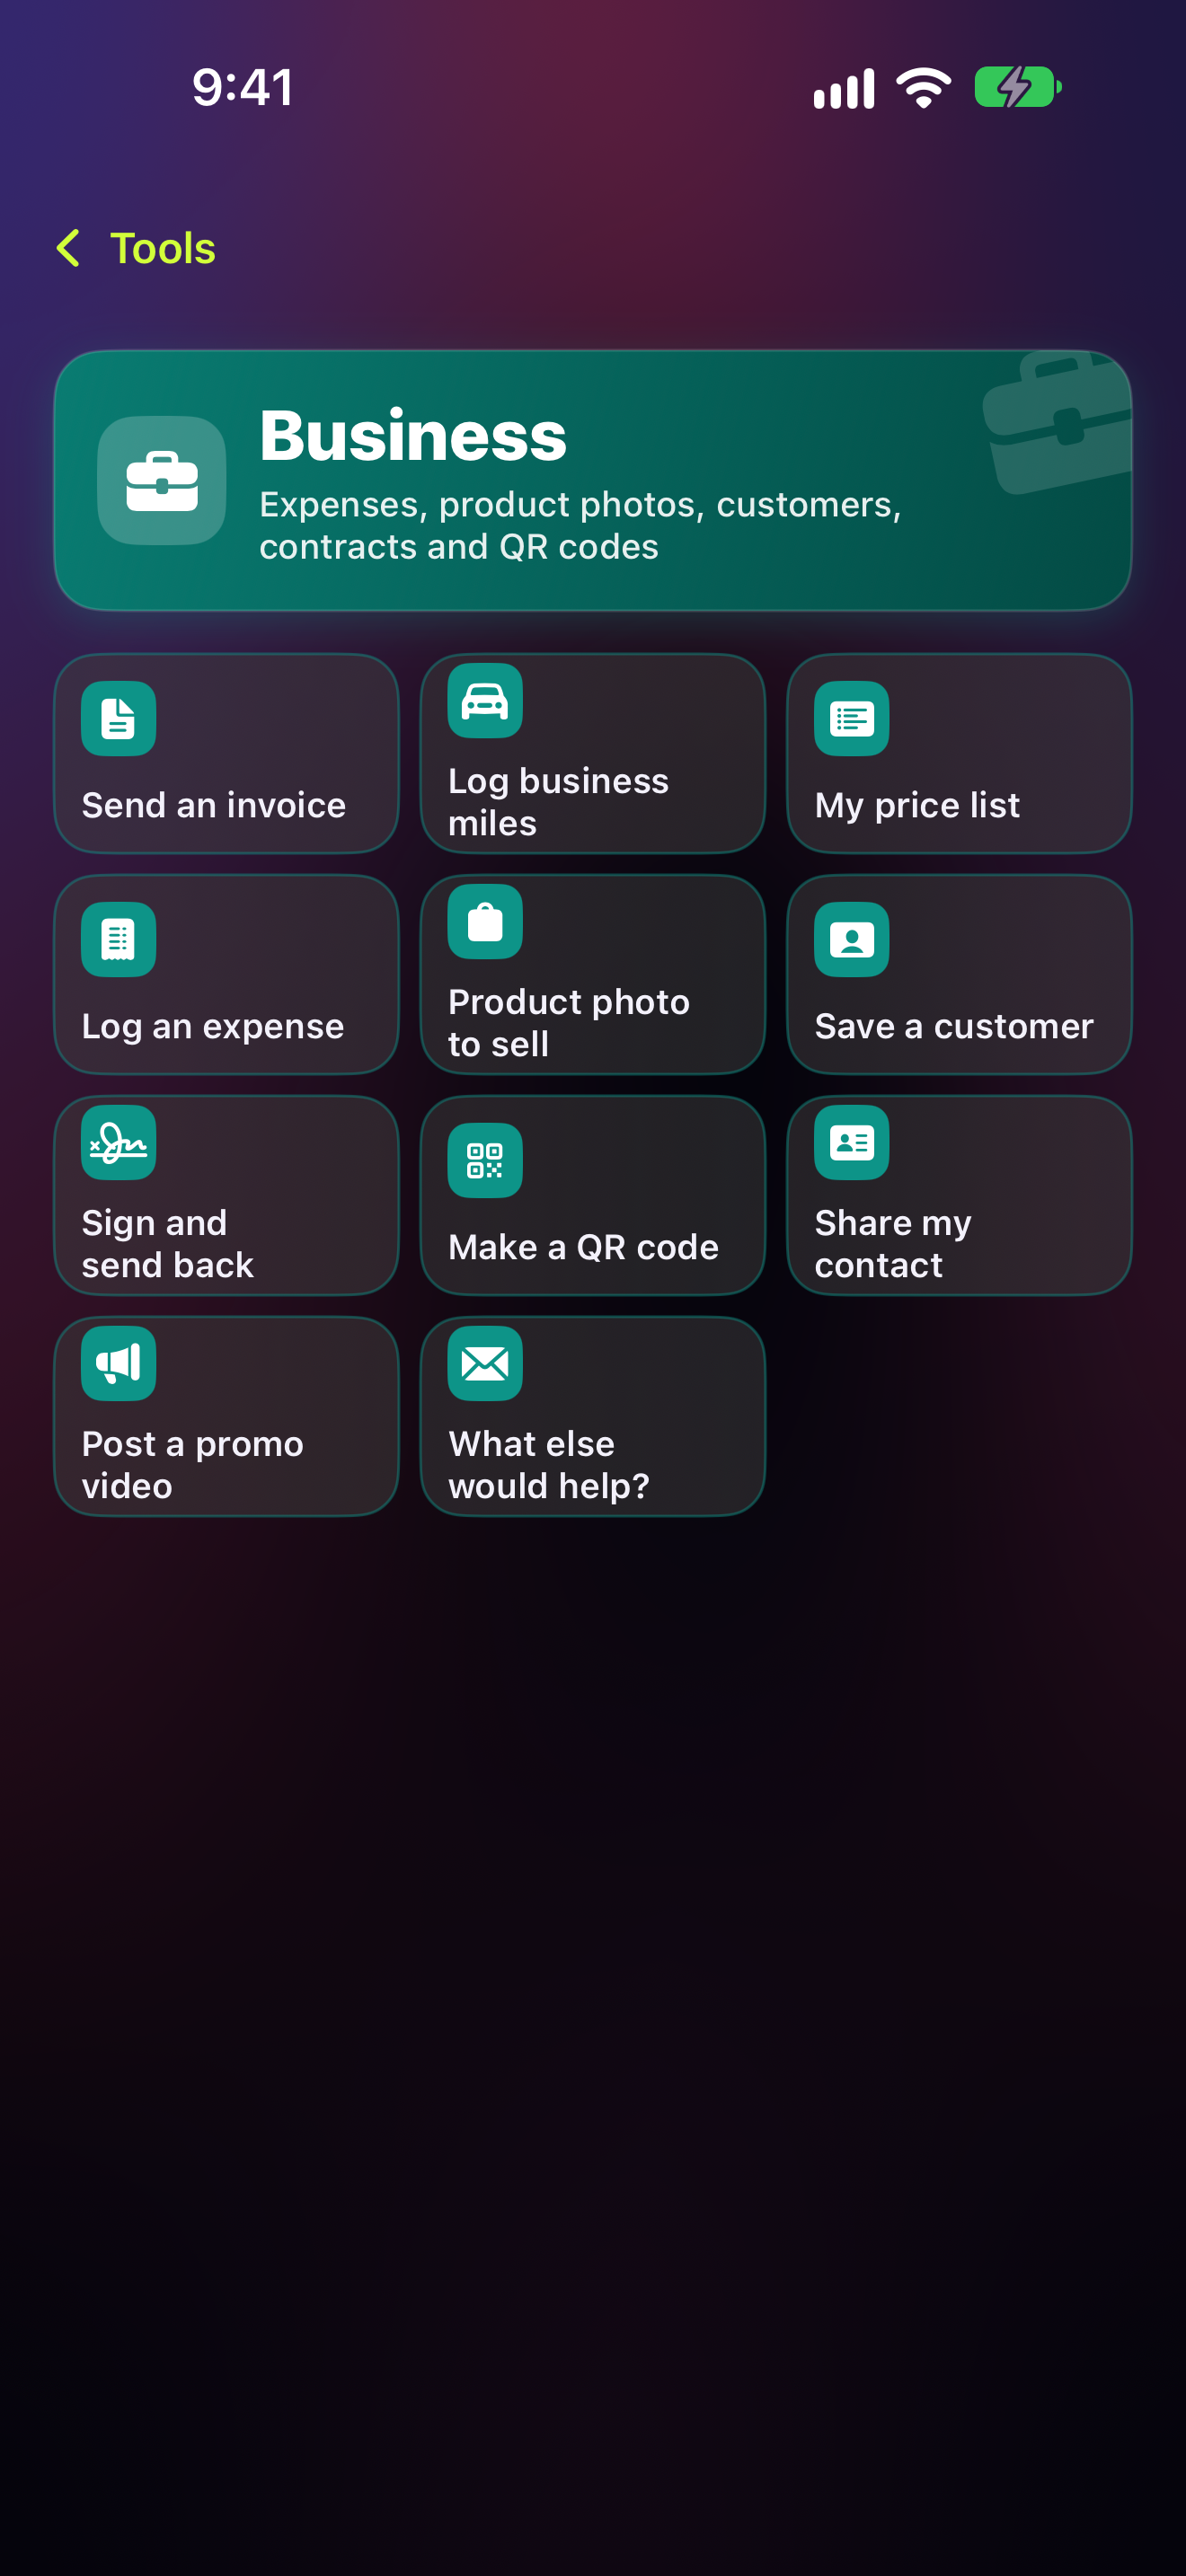 9:41
Tools
Business
Expenses, product photos, customers,
contracts and QR codes
Send an invoice
Log business
miles
My price list
Log an expense
Product photo
to sell
Save a customer
Sign and
send back
Make a QR code
Share my
contact
Post a promo
video
What else
would help?